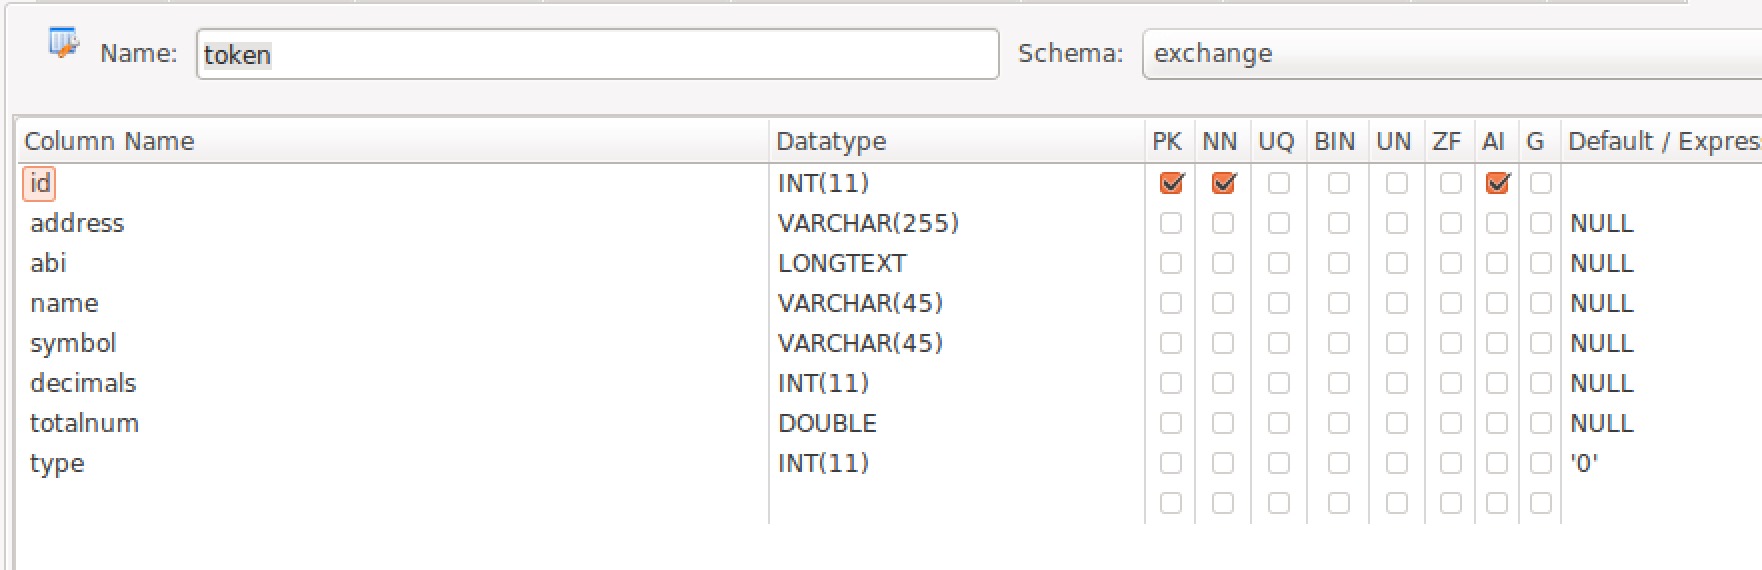 Name: token Schema: exchange
Column Name Datatype PK NN UQ BIN UN ZF AI G Default / Expres
id INT(11)
address VARCHAR(255) NULL
abi LONGTEXT NULL
name VARCHAR(45) NULL
symbol VARCHAR(45) NULL
decimals INT(11) NULL
totalnum DOUBLE NULL
type INT(11) '0'